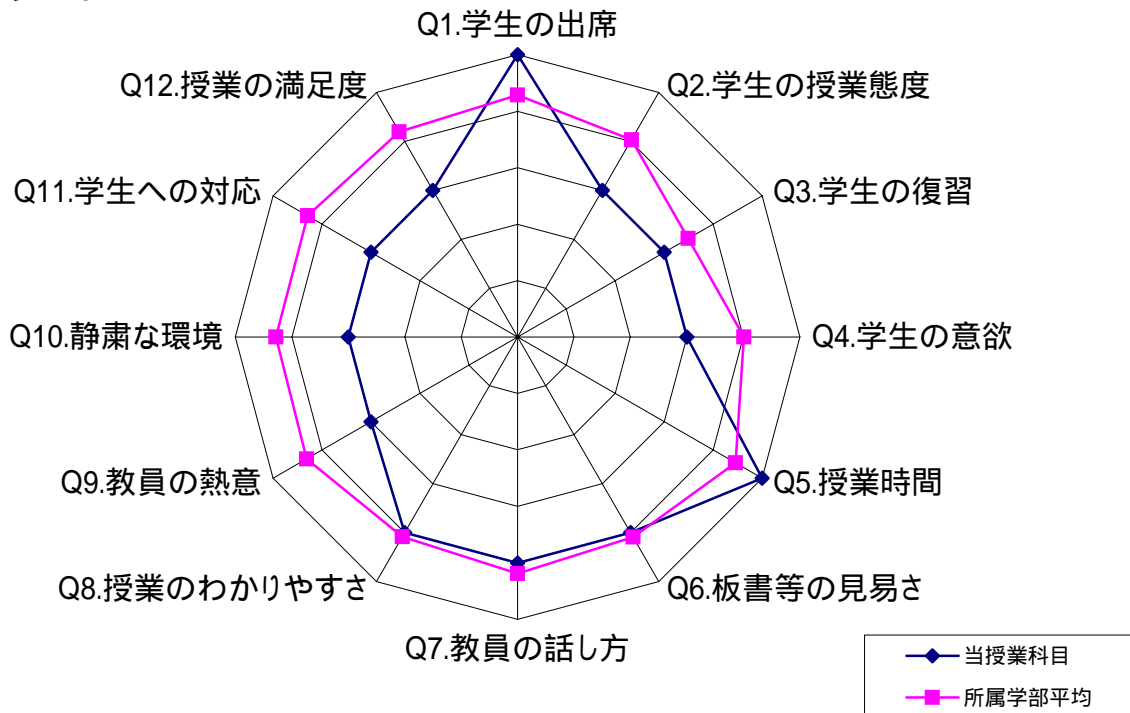 Q1.学生の出席
Q2.学生の授業態度
Q3.学生の復習
Q4.学生の意欲
Q5.授業時間
Q6.板書等の見易さ
Q7.教員の話し方
Q8.授業のわかりやすさ
Q9.教員の熱意
Q10.静粛な環境
Q11.学生への対応
Q12.授業の満足度
当授業科目
所属学部平均